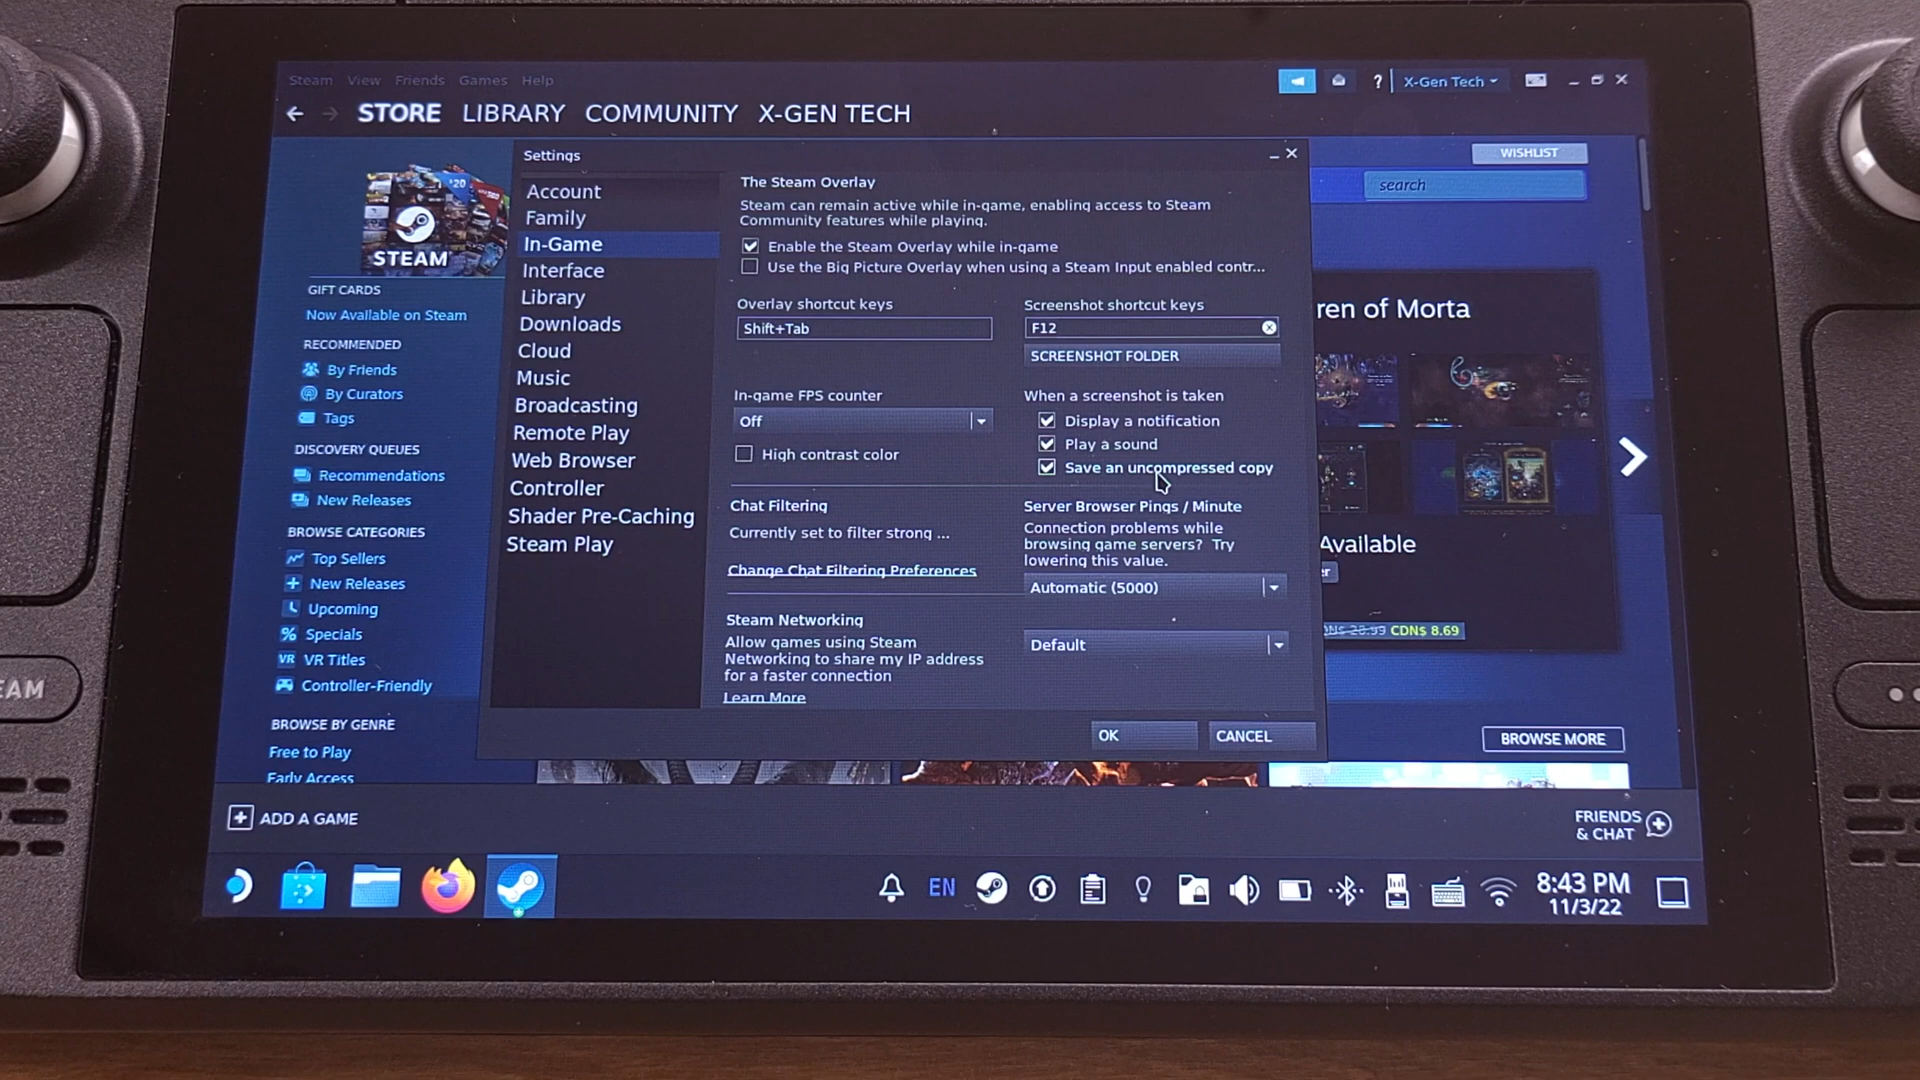 Steam View Friends Games Help
? X-Gen Tech
STORE LIBRARY COMMUNITY X-GEN TECH
WISHLIST
search
$20
STEAM
GIFT CARDS
Now Available on Steam
RECOMMENDED
By Friends
By Curators
Tags
DISCOVERY QUEUES
Recommendations
New Releases
BROWSE CATEGORIES
Top Sellers
New Releases
Upcoming
Specials
VR VR Titles
Controller-Friendly
BROWSE BY GENRE
Free to Play
Early Access
Settings
Account
Family
In-Game
Interface
Library
Downloads
Cloud
Music
Broadcasting
Remote Play
Web Browser
Controller
Shader Pre-Caching
Steam Play
The Steam Overlay
Steam can remain active while in-game, enabling access to Steam
Community features while playing.
Enable the Steam Overlay while in-game
Use the Big Picture Overlay when using a Steam Input enabled contr...
Overlay shortcut keys
Shift+Tab
Screenshot shortcut keys
F12
SCREENSHOT FOLDER
In-game FPS counter
Off
High contrast color
When a screenshot is taken
Display a notification
Play a sound
Save an uncompressed copy
Chat Filtering
Currently set to filter strong ...
Change Chat Filtering Preferences
Server Browser Pings / Minute
Connection problems while
browsing game servers? Try
lowering this value.
Automatic (5000)
Steam Networking
Allow games using Steam
Networking to share my IP address
for a faster connection
Learn More
Default
OK CANCEL
ren of Morta
Available
er
CDN$ 8.69
BROWSE MORE
ADD A GAME
FRIENDS
& CHAT
EN
8:43 PM
11/3/22
EAM